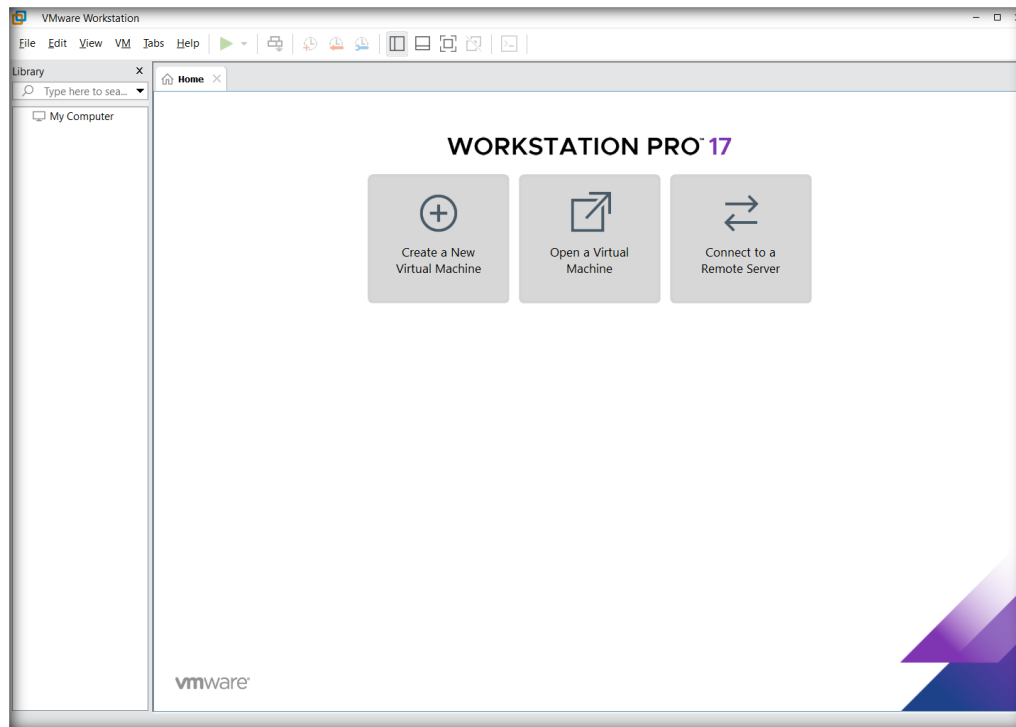 VMware Workstation
File Edit View VM Tabs Help
Library X
Type here to sea...
Home
My Computer
WORKSTATION PRO™ 17
Create a New
Virtual Machine
Open a Virtual
Machine
Connect to a
Remote Server
vmware®